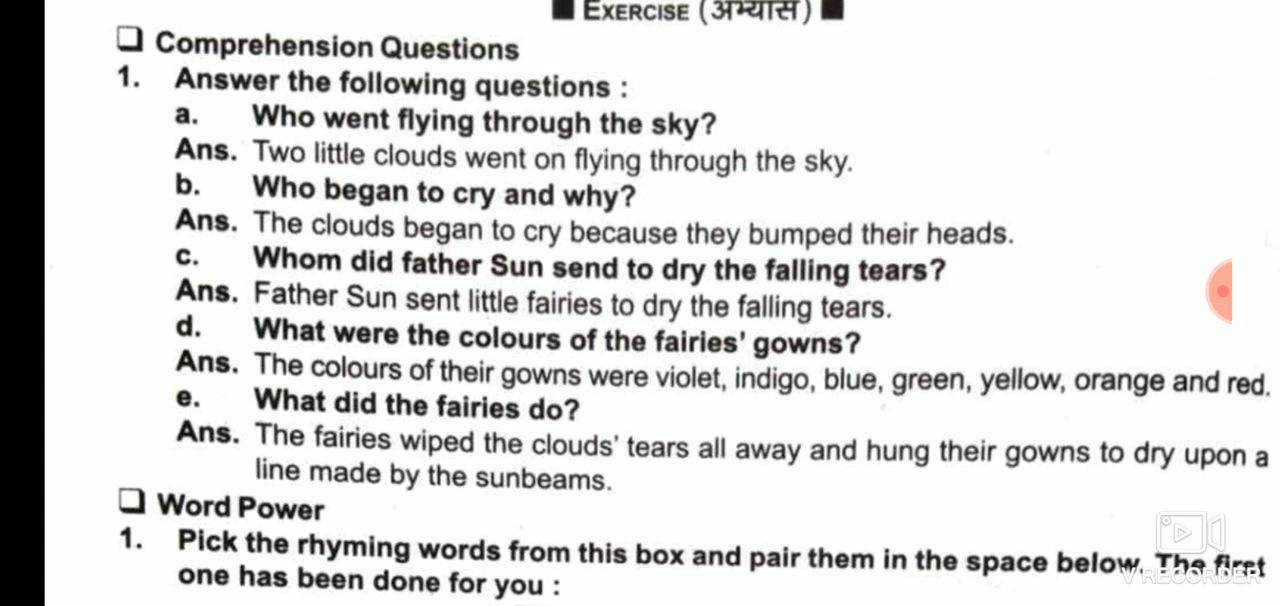 EXERCISE (अभ्यास)
Comprehension Questions
1. Answer the following questions :
a. Who went flying through the sky?
Ans. Two little clouds went on flying through the sky.
b. Who began to cry and why?
Ans. The clouds began to cry because they bumped their heads.
c. Whom did father Sun send to dry the falling tears?
Ans. Father Sun sent little fairies to dry the falling tears.
d. What were the colours of the fairies' gowns?
Ans. The colours of their gowns were violet, indigo, blue, green, yellow, orange and red.
e. What did the fairies do?
Ans. The fairies wiped the clouds' tears all away and hung their gowns to dry upon a
line made by the sunbeams.
Word Power
1. Pick the rhyming words from this box and pair them in the space below. The first
one has been done for you :
V RECORDER